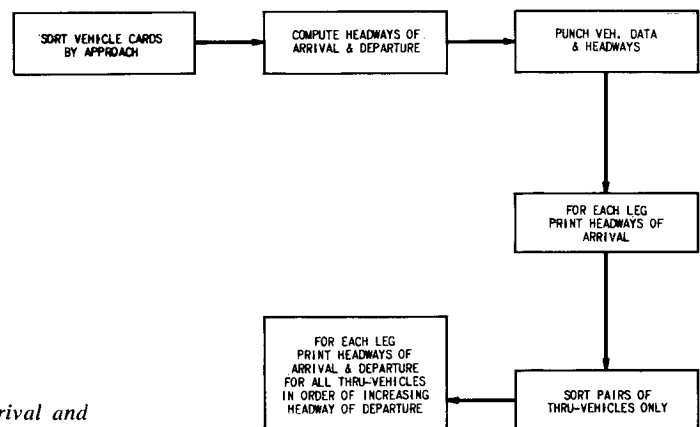 SORT VEHICLE CARDS
BY APPROACH
COMPUTE HEADWAYS OF
ARRIVAL & DEPARTURE
PUNCH VEH. DATA
& HEADWAYS
FOR EACH LEG
PRINT HEADWAYS OF
ARRIVAL
SORT PAIRS OF
THRU-VEHICLES ONLY
FOR EACH LEG
PRINT HEADWAYS OF
ARRIVAL & DEPARTURE
FOR ALL THRU-VEHICLES
IN ORDER OF INCREASING
HEADWAY OF DEPARTURE
rival and